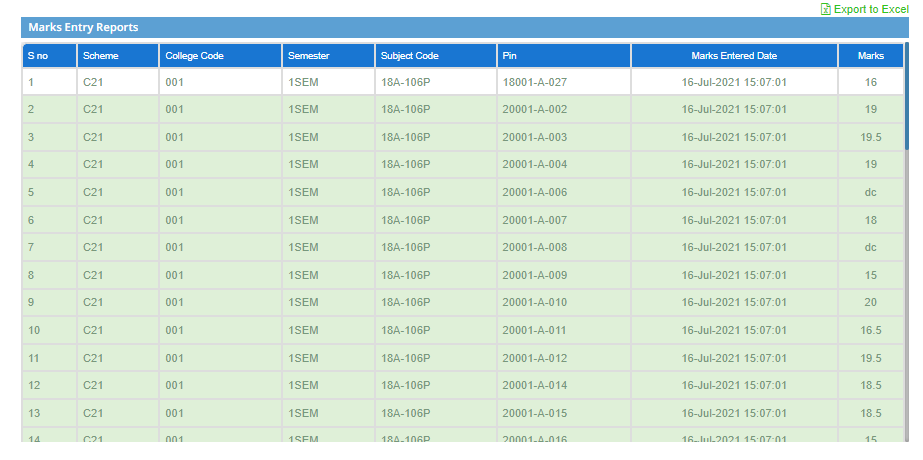 Export to Excel
Marks Entry Reports
S no Scheme College Code Semester Subject Code Pin Marks Entered Date Marks
1 C21 001 1SEM 18A-106P 18001-A-027 16-Jul-2021 15:07:01 16
2 C21 001 1SEM 18A-106P 20001-A-002 16-Jul-2021 15:07:01 19
3 C21 001 1SEM 18A-106P 20001-A-003 16-Jul-2021 15:07:01 19.5
4 C21 001 1SEM 18A-106P 20001-A-004 16-Jul-2021 15:07:01 19
5 C21 001 1SEM 18A-106P 20001-A-006 16-Jul-2021 15:07:01 dc
6 C21 001 1SEM 18A-106P 20001-A-007 16-Jul-2021 15:07:01 18
7 C21 001 1SEM 18A-106P 20001-A-008 16-Jul-2021 15:07:01 dc
8 C21 001 1SEM 18A-106P 20001-A-009 16-Jul-2021 15:07:01 15
9 C21 001 1SEM 18A-106P 20001-A-010 16-Jul-2021 15:07:01 20
10 C21 001 1SEM 18A-106P 20001-A-011 16-Jul-2021 15:07:01 16.5
11 C21 001 1SEM 18A-106P 20001-A-012 16-Jul-2021 15:07:01 19.5
12 C21 001 1SEM 18A-106P 20001-A-014 16-Jul-2021 15:07:01 18.5
13 C21 001 1SEM 18A-106P 20001-A-015 16-Jul-2021 15:07:01 18.5
14 C21 001 1SEM 18A-106P 20001-A-016 16-Jul-2021 15:07:01 15